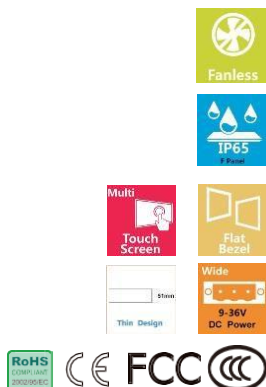 Fanless
IP65
F Panel
Multi
Touch
Screen
Flat
Bezel
51mm
Thin Design
Wide
9-36V
DC Power
RoHS
COMPLIANT
2002/95/EC
CE FCC CCC